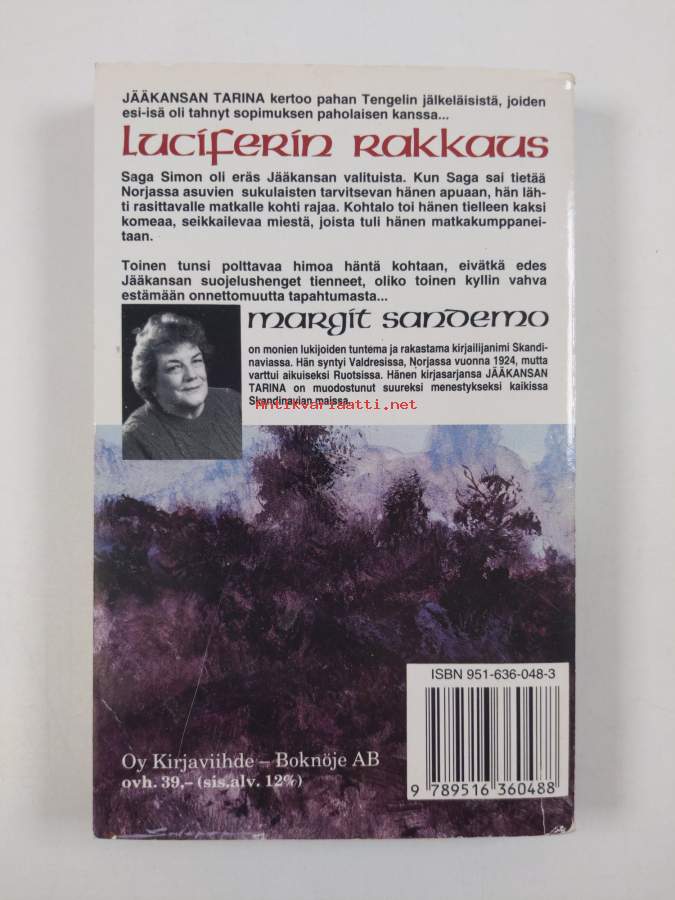 JÄÄKANSAN TARINA kertoo pahan Tengelin jälkeläisistä, joiden
esi-isä oli tahnyt sopimuksen paholaisen kanssa...
Luciferin rakkaus
Saga Simon oli eräs Jääkansan valituista. Kun Saga sai tietää
Norjassa asuvien sukulaisten tarvitsevan hänen apuaan, hän läh-
ti rasittavalle matkalle kohti rajaa. Kohtalo toi hänen tielleen kaksi
komeaa, seikkailevaa miestä, joista tuli hänen matkakumppanei-
taan.
Toinen tunsi polttavaa himoa häntä kohtaan, eivätkä edes
Jääkansan suojelushenget tienneet, oliko toinen kyllin vahva
estämään onnettomuutta tapahtumasta...
margit sandemo
on monien lukijoiden tuntema ja rakastama kirjailijanimi Skandi-
naviassa. Hän syntyi Valdresissa, Norjassa vuonna 1924, mutta
varttui aikuiseksi Ruotsissa. Hänen kirjasarjansa JÄÄKANSAN
TARINA on muodostunut suureksi menestykseksi kaikissa
Skandinavian maissa.
Antikvariaatti.net
ISBN 951-636-048-3
Oy Kirjaviihde – Boknöje AB
ovh. 39,– (sis.alv. 12%)
9 789516 360488